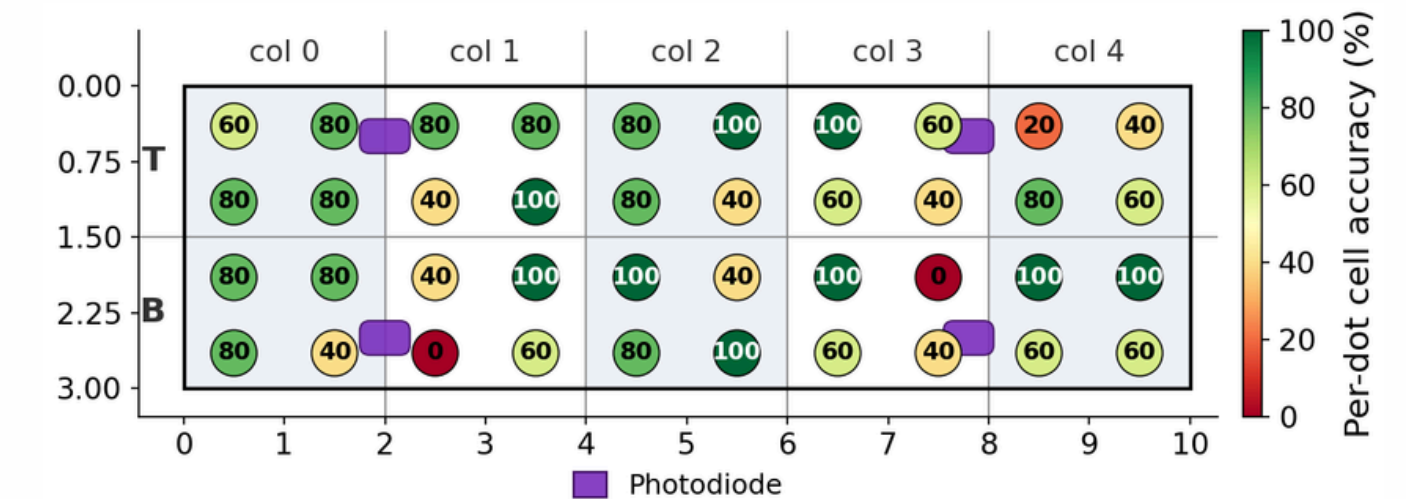 col 0 col 1 col 2 col 3 col 4
0.00
60 80 80 80 80 100 100 60 20 40
0.75 T
80 80 40 100 80 40 60 40 80 60
1.50
80 80 40 100 100 40 100 0 100 100
2.25 B
80 40 0 60 80 100 60 40 60 60
3.00
0 1 2 3 4 5 6 7 8 9 10
Photodiode
100
80
60
40
20
0
Per-dot cell accuracy (%)